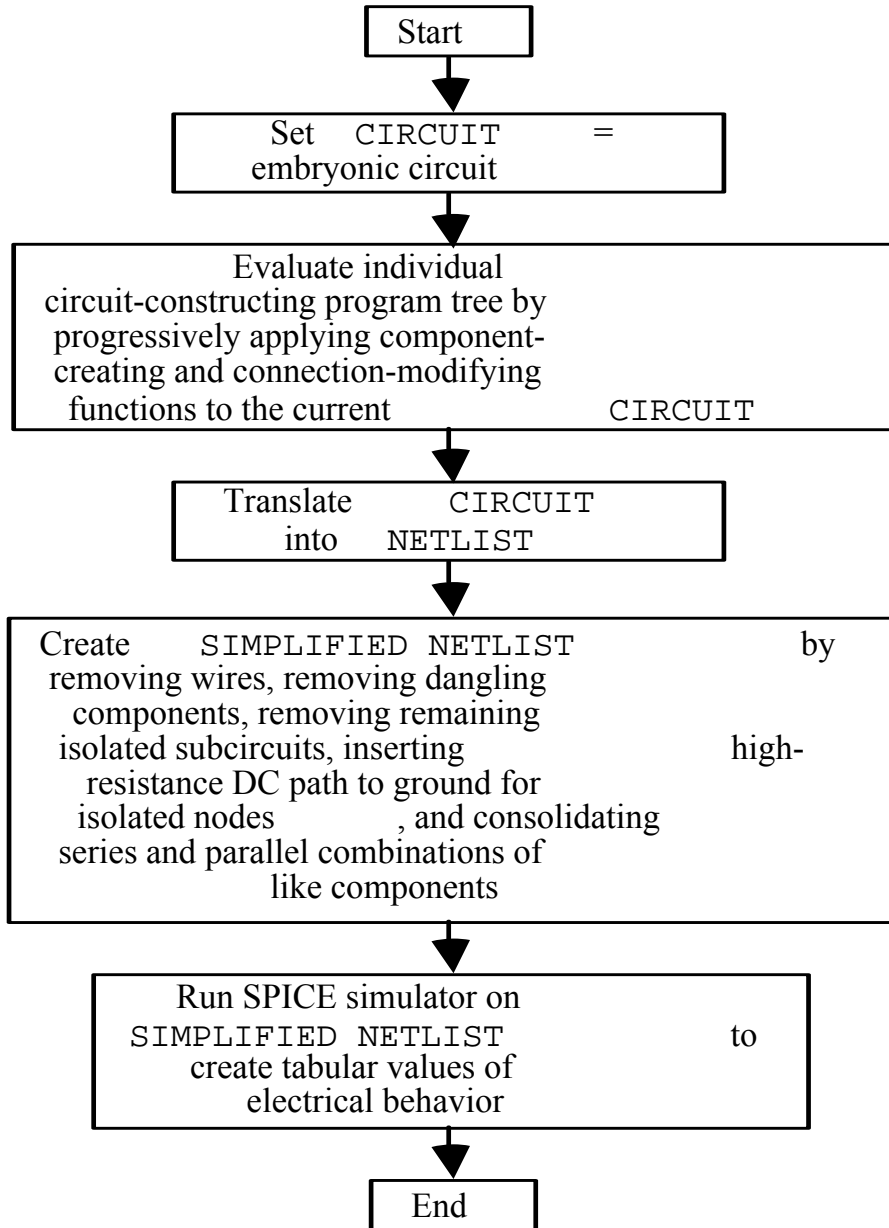 Start
Set CIRCUIT =
embryonic circuit
Evaluate individual
circuit-constructing program tree by
progressively applying component-
creating and connection-modifying
functions to the current CIRCUIT
Translate CIRCUIT
into NETLIST
Create SIMPLIFIED NETLIST by
removing wires, removing dangling
components, removing remaining
isolated subcircuits, inserting high-
resistance DC path to ground for
isolated nodes , and consolidating
series and parallel combinations of
like components
Run SPICE simulator on
SIMPLIFIED NETLIST to
create tabular values of
electrical behavior
End